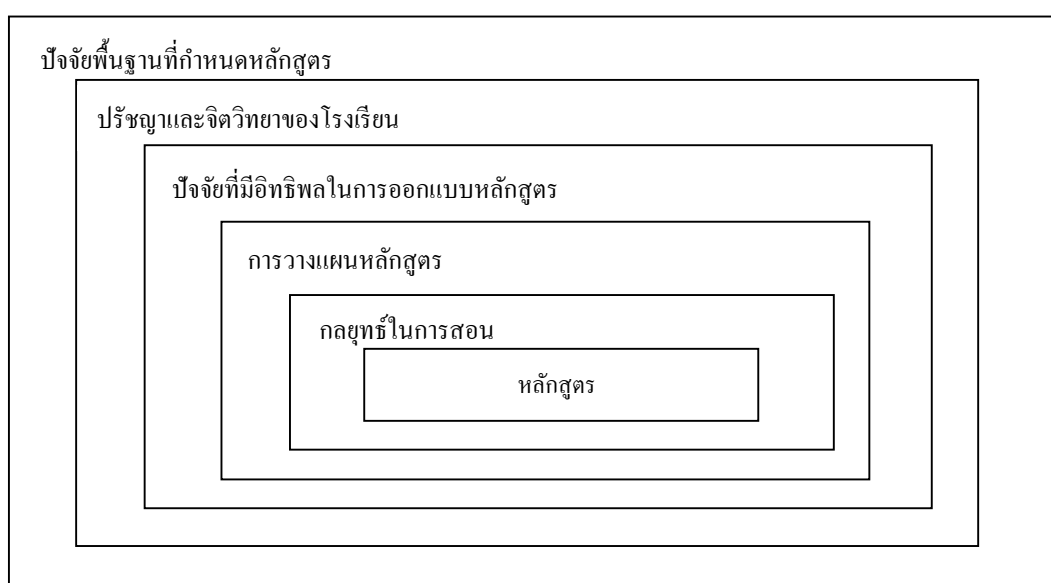 ปัจจัยพื้นฐานที่กำหนดหลักสูตร
ปรัชญาและจิตวิทยาของโรงเรียน
ปัจจัยที่มีอิทธิพลในการออกแบบหลักสูตร
การวางแผนหลักสูตร
กลยุทธ์ในการสอน
หลักสูตร